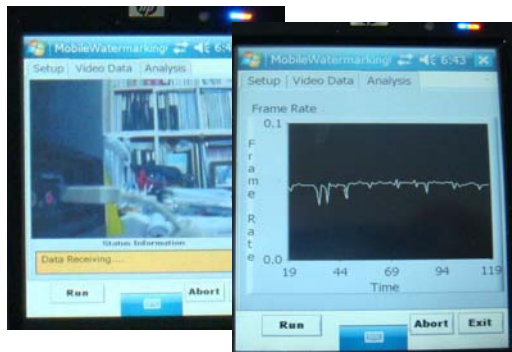 hp
MobileWatermarking 6:4
Setup Video Data Analysis
Status Information
Data Receiving....
Run Abort
MobileWatermarking 6:43
Setup Video Data Analysis
Frame Rate
0.1
Frame Rate
0.0
19 44 69 94 119
Time
Run Abort Exit